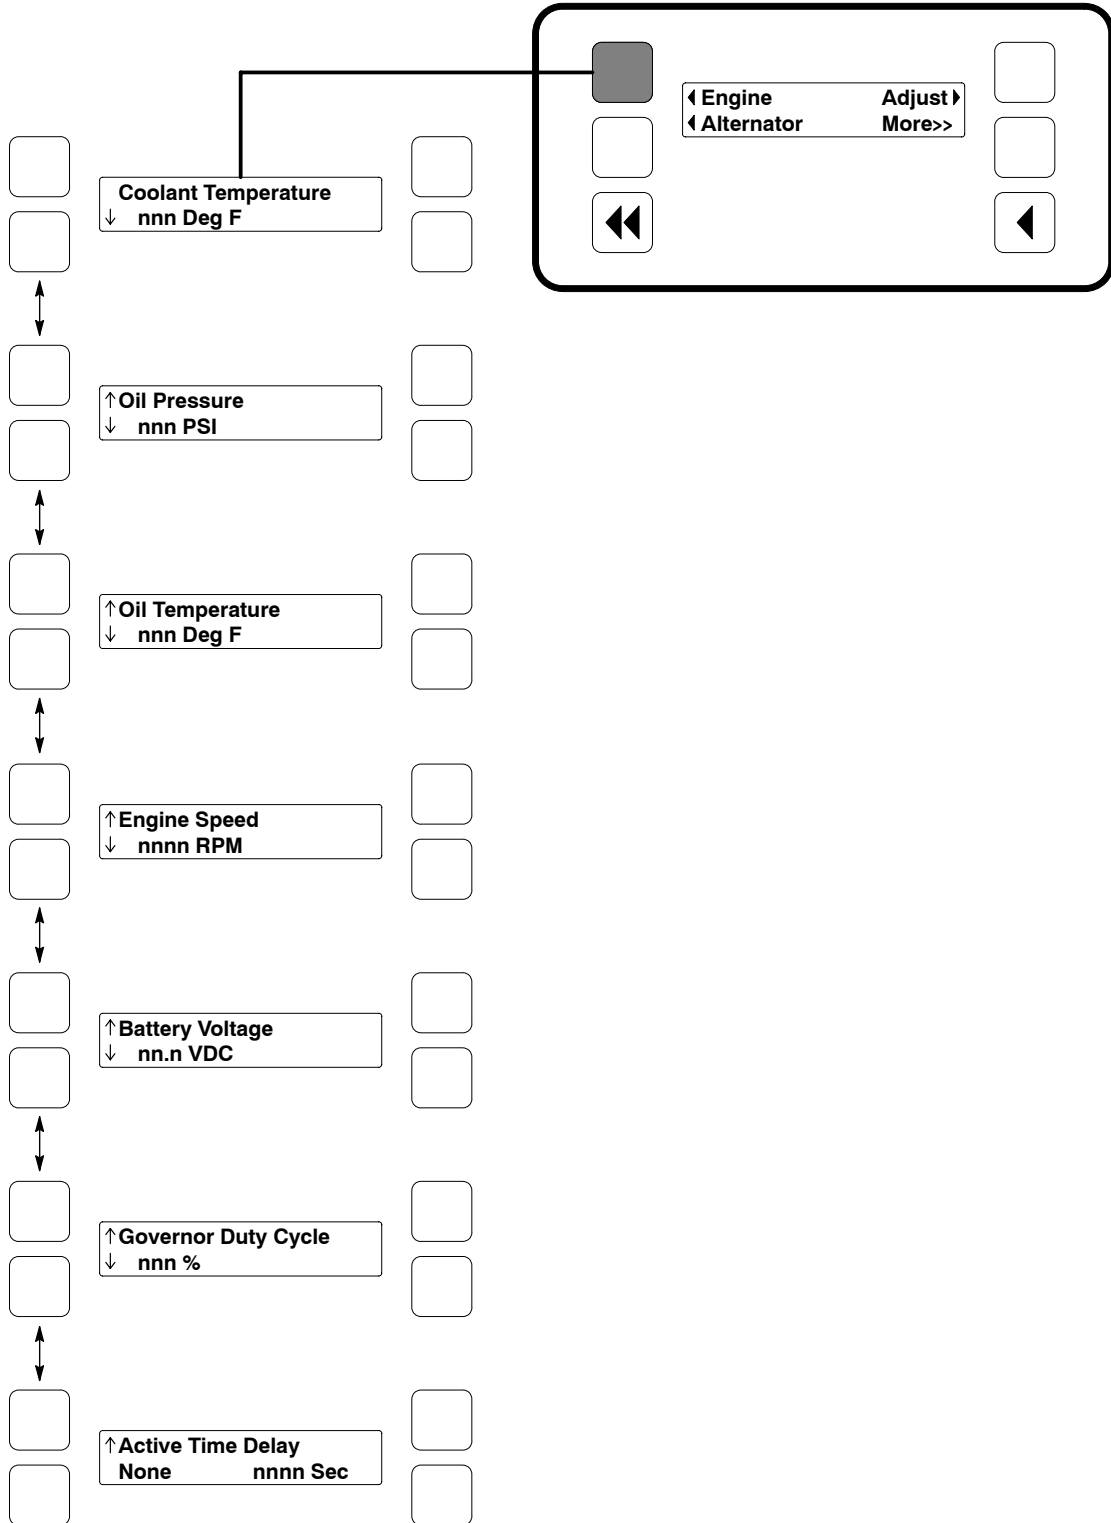 ◀ Engine Adjust ▶
◀ Alternator More>>
Coolant Temperature
↓ nnn Deg F
↑ Oil Pressure
↓ nnn PSI
↑ Oil Temperature
↓ nnn Deg F
↑ Engine Speed
↓ nnnn RPM
↑ Battery Voltage
↓ nn.n VDC
↑ Governor Duty Cycle
↓ nnn %
↑ Active Time Delay
None nnnn Sec